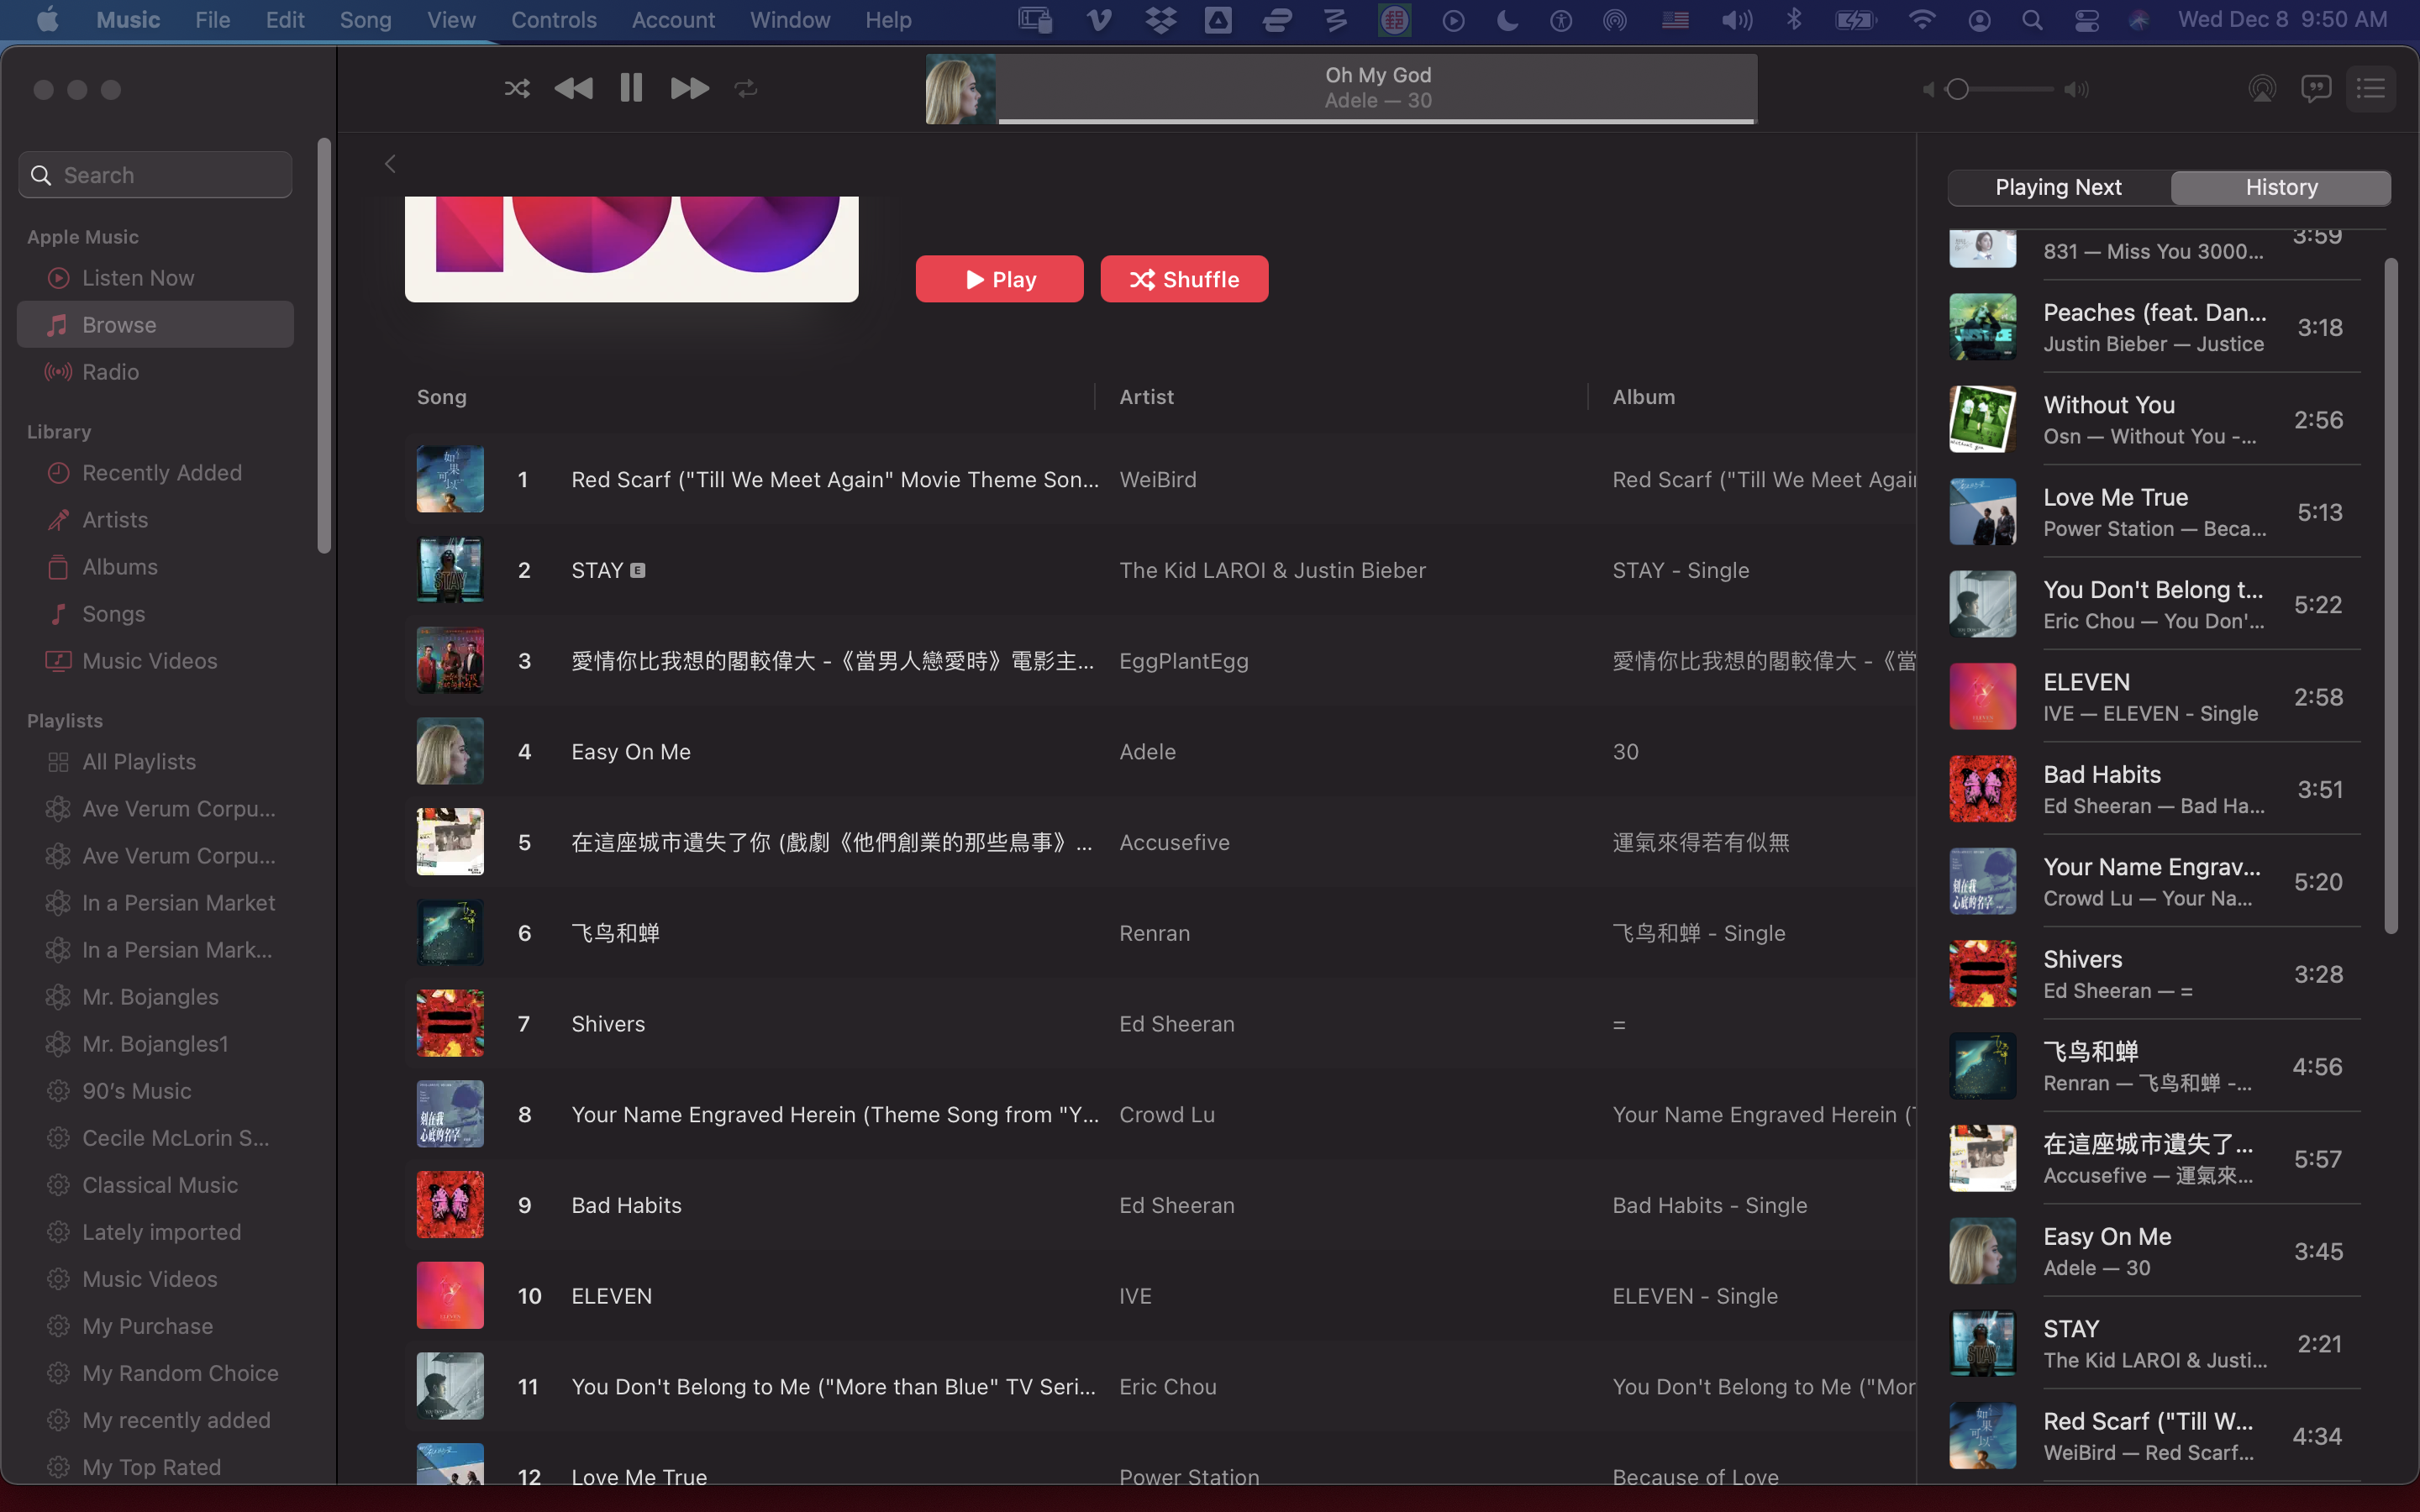 Music File Edit Song View Controls Account Window Help Wed Dec 8 9:50 AM
Oh My God
Adele — 30
Search
Apple Music
Listen Now
Browse
Radio
Library
Recently Added
Artists
Albums
Songs
Music Videos
Playlists
All Playlists
Ave Verum Corpu...
Ave Verum Corpu...
In a Persian Market
In a Persian Mark...
Mr. Bojangles
Mr. Bojangles1
90's Music
Cecile McLorin S...
Classical Music
Lately imported
Music Videos
My Purchase
My Random Choice
My recently added
My Top Rated
100
Play Shuffle
Song Artist Album
1 Red Scarf ("Till We Meet Again" Movie Theme Son... WeiBird Red Scarf ("Till We Meet Again
2 STAY E The Kid LAROI & Justin Bieber STAY - Single
3 愛情你比我想的閣較偉大 -《當男人戀愛時》電影主... EggPlantEgg 愛情你比我想的閣較偉大 -《當
4 Easy On Me Adele 30
5 在這座城市遺失了你 (戲劇《他們創業的那些鳥事》... Accusefive 運氣來得若有似無
6 飞鸟和蝉 Renran 飞鸟和蝉 - Single
7 Shivers Ed Sheeran =
8 Your Name Engraved Herein (Theme Song from "Y... Crowd Lu Your Name Engraved Herein (T
9 Bad Habits Ed Sheeran Bad Habits - Single
10 ELEVEN IVE ELEVEN - Single
11 You Don't Belong to Me ("More than Blue" TV Seri... Eric Chou You Don't Belong to Me ("Mor
12 Love Me True Power Station Because of Love
Playing Next History
3:59
831 — Miss You 3000...
Peaches (feat. Dan... 3:18
Justin Bieber — Justice
Without You 2:56
Osn — Without You -...
Love Me True 5:13
Power Station — Beca...
You Don't Belong t... 5:22
Eric Chou — You Don'...
ELEVEN 2:58
IVE — ELEVEN - Single
Bad Habits 3:51
Ed Sheeran — Bad Ha...
Your Name Engrav... 5:20
Crowd Lu — Your Na...
Shivers 3:28
Ed Sheeran — =
飞鸟和蝉 4:56
Renran — 飞鸟和蝉 -...
在這座城市遺失了... 5:57
Accusefive — 運氣來...
Easy On Me 3:45
Adele — 30
STAY 2:21
The Kid LAROI & Justi...
Red Scarf ("Till W... 4:34
WeiBird — Red Scarf...